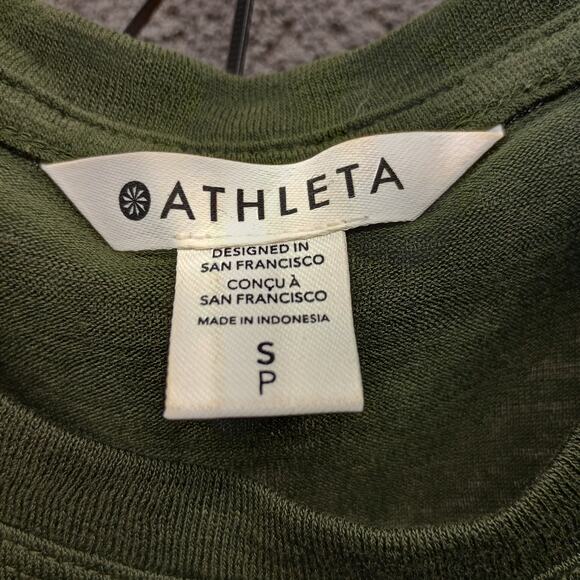 ATHLETA
DESIGNED IN
SAN FRANCISCO
CONÇU À
SAN FRANCISCO
MADE IN INDONESIA
S
P